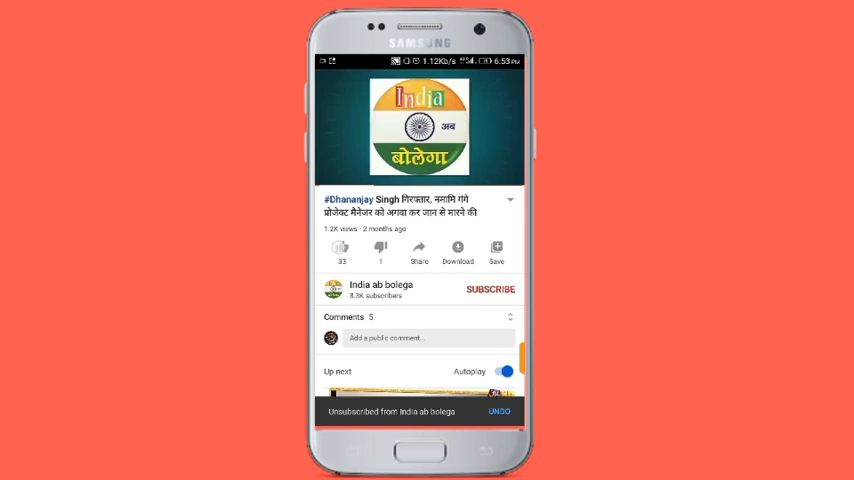 SAMSUNG
1.12Kb/s 6:53 PM
India
अब
बोलेगा
#Dhananjay Singh गिरफ्तार, नमामि गंगे
प्रोजेक्ट मैनेजर को अगवा कर जान से मारने की
1.2K views · 2 months ago
33 1 Share Download Save
India ab bolega
SUBSCRIBE
8.3K subscribers
Comments 5
Add a public comment...
Up next Autoplay
Unsubscribed from India ab bolega UNDO